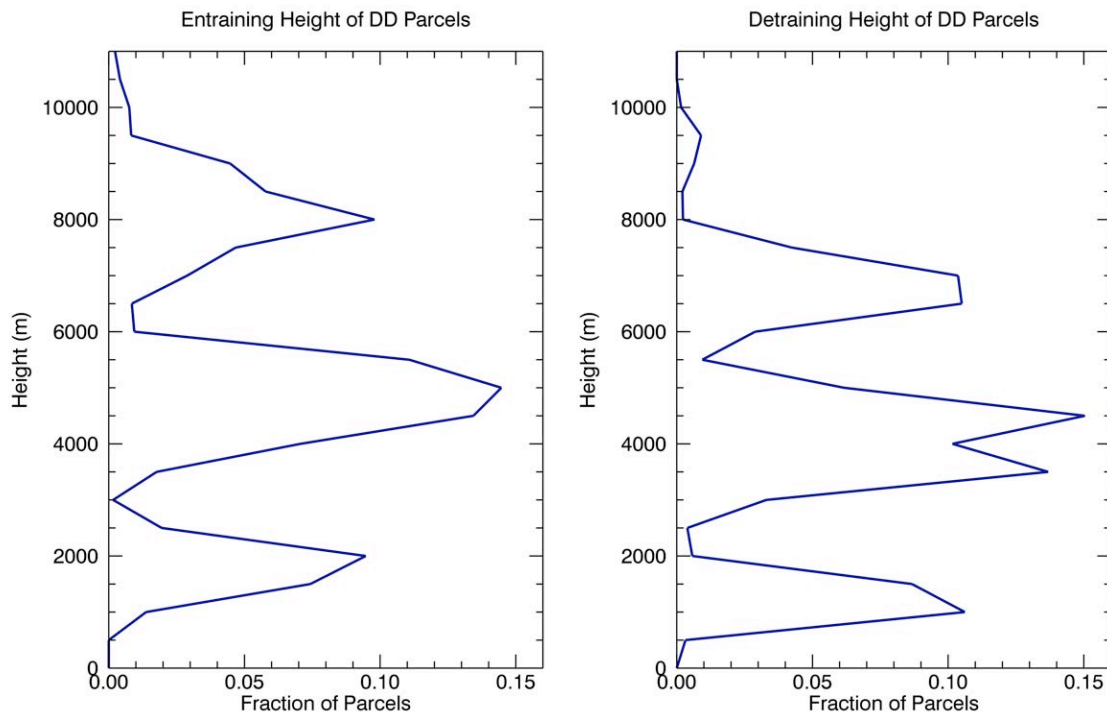 Entraining Height of DD Parcels
Height (m)
10000
8000
6000
4000
2000
0
0.00 0.05 0.10 0.15
Fraction of Parcels
Detraining Height of DD Parcels
Height (m)
10000
8000
6000
4000
2000
0
0.00 0.05 0.10 0.15
Fraction of Parcels